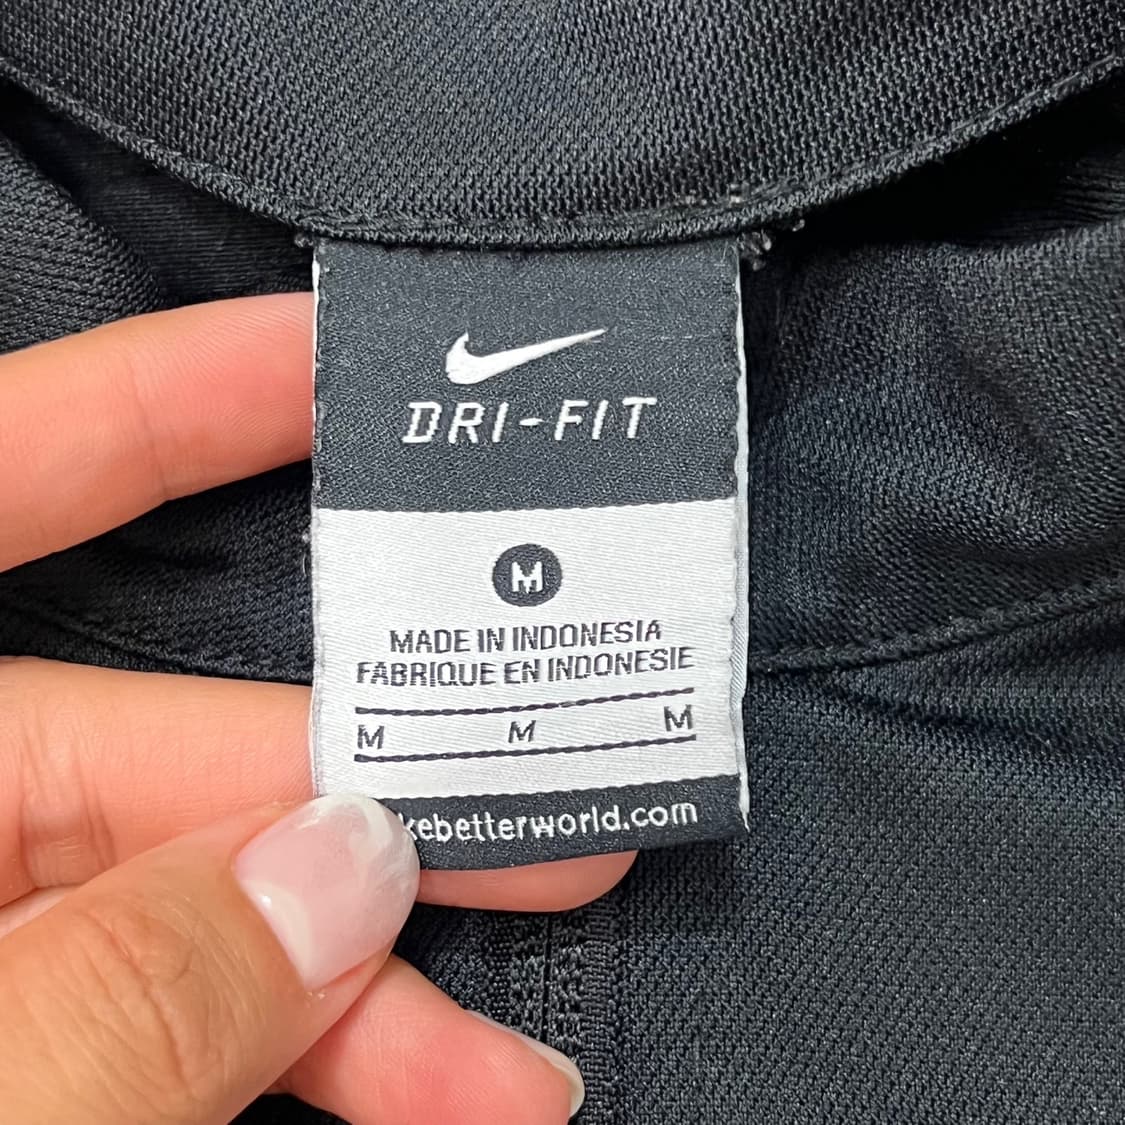 DRI-FIT
M
MADE IN INDONESIA
FABRIQUE EN INDONESIE
M M M
kebetterworld.com